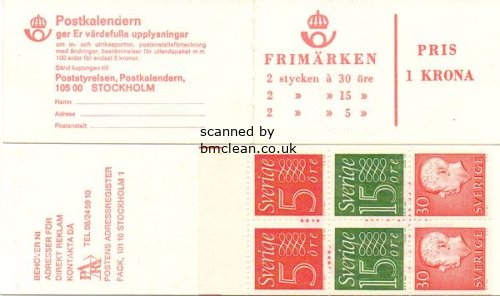 Postkalendern
ger Er värdefulla upplysningar
om in- och utrikesporton, postanstaltsförteckning
med ändringar, bestämmelser för utlandspaket m m
100 sidor för endast 5 kronor.
Sänd kupongen till
Poststyrelsen, Postkalendern,
105 00 STOCKHOLM
Namn
Adress
Postanstalt
FRIMÄRKEN
2 stycken à 30 öre
2 » » 15 »
2 » » 5 »
PRIS
1 KRONA
scanned by
bmclean.co.uk
BEHÖVER NI
ADRESSER FÖR
DIREKT REKLAM
KONTAKTA DA
PAR
TEL 08/24 59 10
POSTENS ADRESSREGISTER
FACK, 101 10 STOCKHOLM 1
Sverige
5 öre
Sverige
15 öre
30
Sverige
5 öre
Sverige
15 öre
30